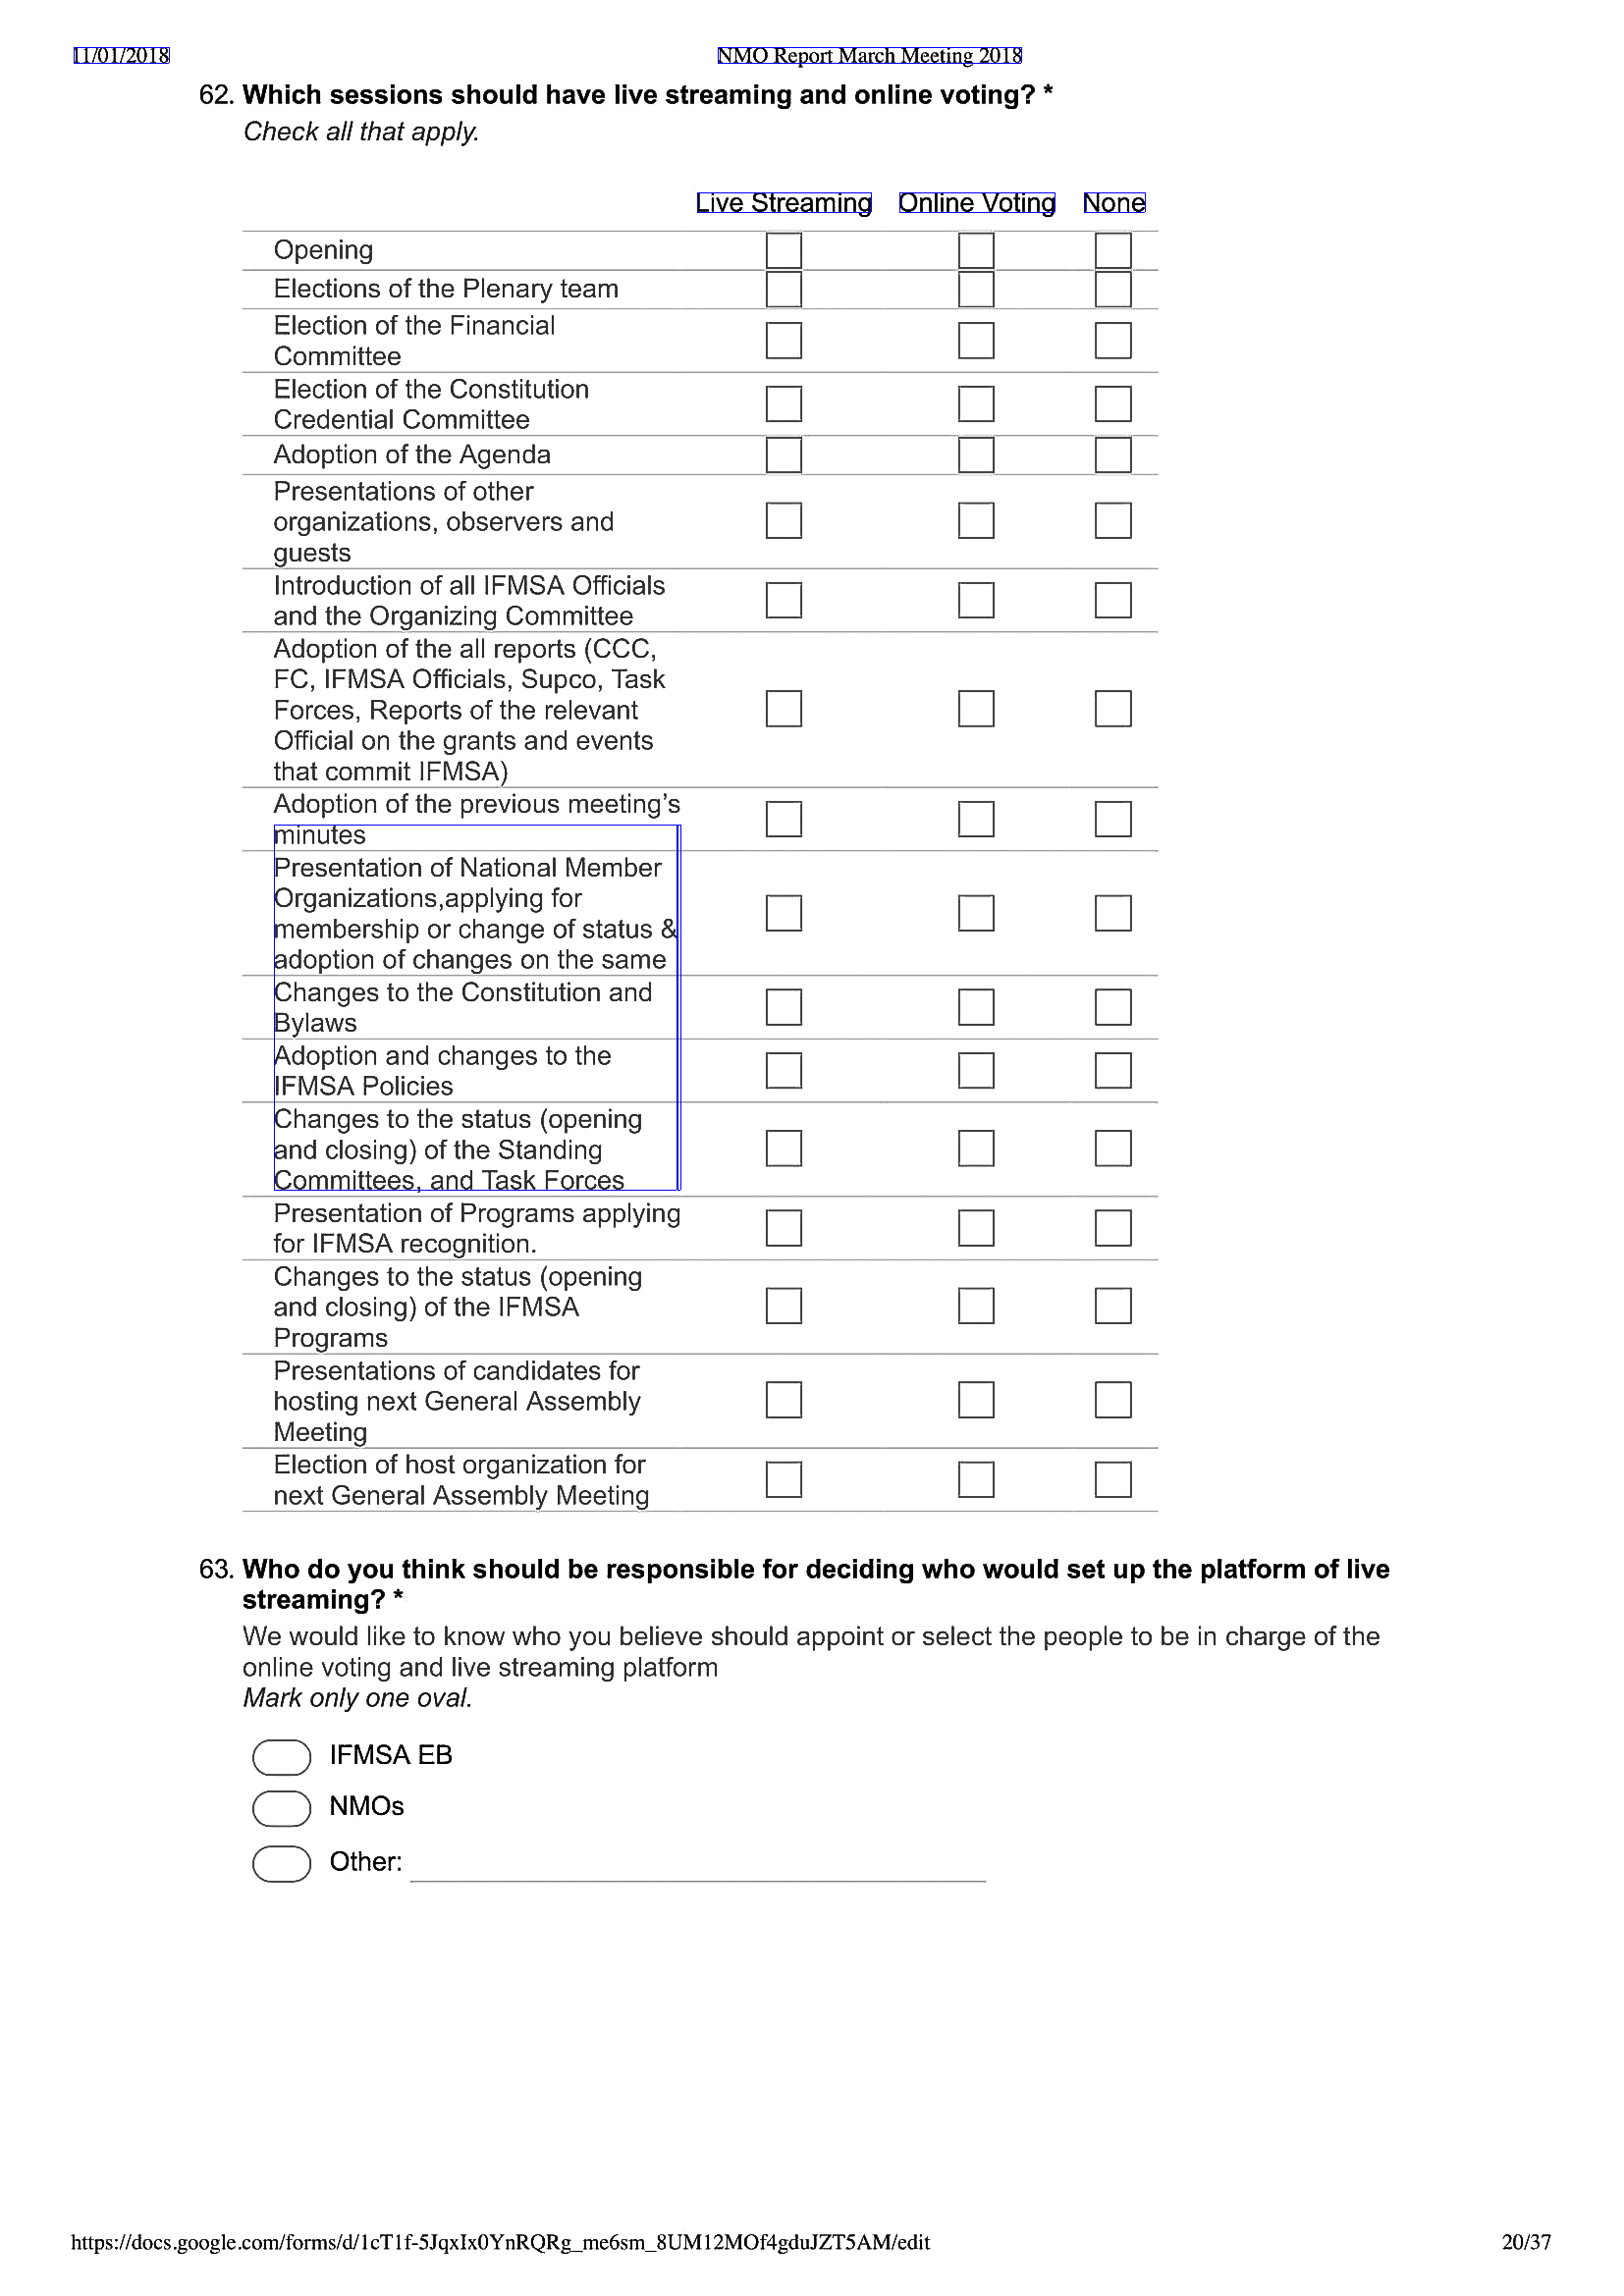 11/01/2018 NMO Report March Meeting 2018
62. Which sessions should have live streaming and online voting? *
Check all that apply.
Live Streaming Online Voting None
Opening
Elections of the Plenary team
Election of the Financial
Committee
Election of the Constitution
Credential Committee
Adoption of the Agenda
Presentations of other
organizations, observers and
guests
Introduction of all IFMSA Officials
and the Organizing Committee
Adoption of the all reports (CCC,
FC, IFMSA Officials, Supco, Task
Forces, Reports of the relevant
Official on the grants and events
that commit IFMSA)
Adoption of the previous meeting’s
minutes
Presentation of National Member
Organizations,applying for
membership or change of status &
adoption of changes on the same
Changes to the Constitution and
Bylaws
Adoption and changes to the
IFMSA Policies
Changes to the status (opening
and closing) of the Standing
Committees, and Task Forces
Presentation of Programs applying
for IFMSA recognition.
Changes to the status (opening
and closing) of the IFMSA
Programs
Presentations of candidates for
hosting next General Assembly
Meeting
Election of host organization for
next General Assembly Meeting
63. Who do you think should be responsible for deciding who would set up the platform of live
streaming? *
We would like to know who you believe should appoint or select the people to be in charge of the
online voting and live streaming platform
Mark only one oval.
IFMSA EB
NMOs
Other:
https://docs.google.com/forms/d/1cT1f-5JqxIx0YnRQRg_me6sm_8UM12MOf4gduJZT5AM/edit 20/37